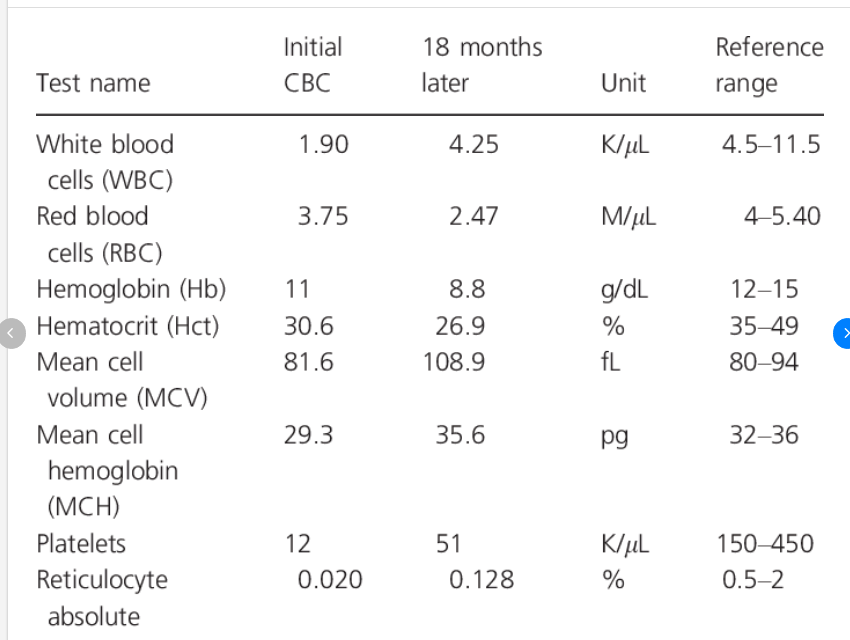 Test name Initial CBC 18 months later Unit Reference range
White blood cells (WBC) 1.90 4.25 K/μL 4.5–11.5
Red blood cells (RBC) 3.75 2.47 M/μL 4–5.40
Hemoglobin (Hb) 11 8.8 g/dL 12–15
Hematocrit (Hct) 30.6 26.9 % 35–49
Mean cell volume (MCV) 81.6 108.9 fL 80–94
Mean cell hemoglobin (MCH) 29.3 35.6 pg 32–36
Platelets 12 51 K/μL 150–450
Reticulocyte absolute 0.020 0.128 % 0.5–2